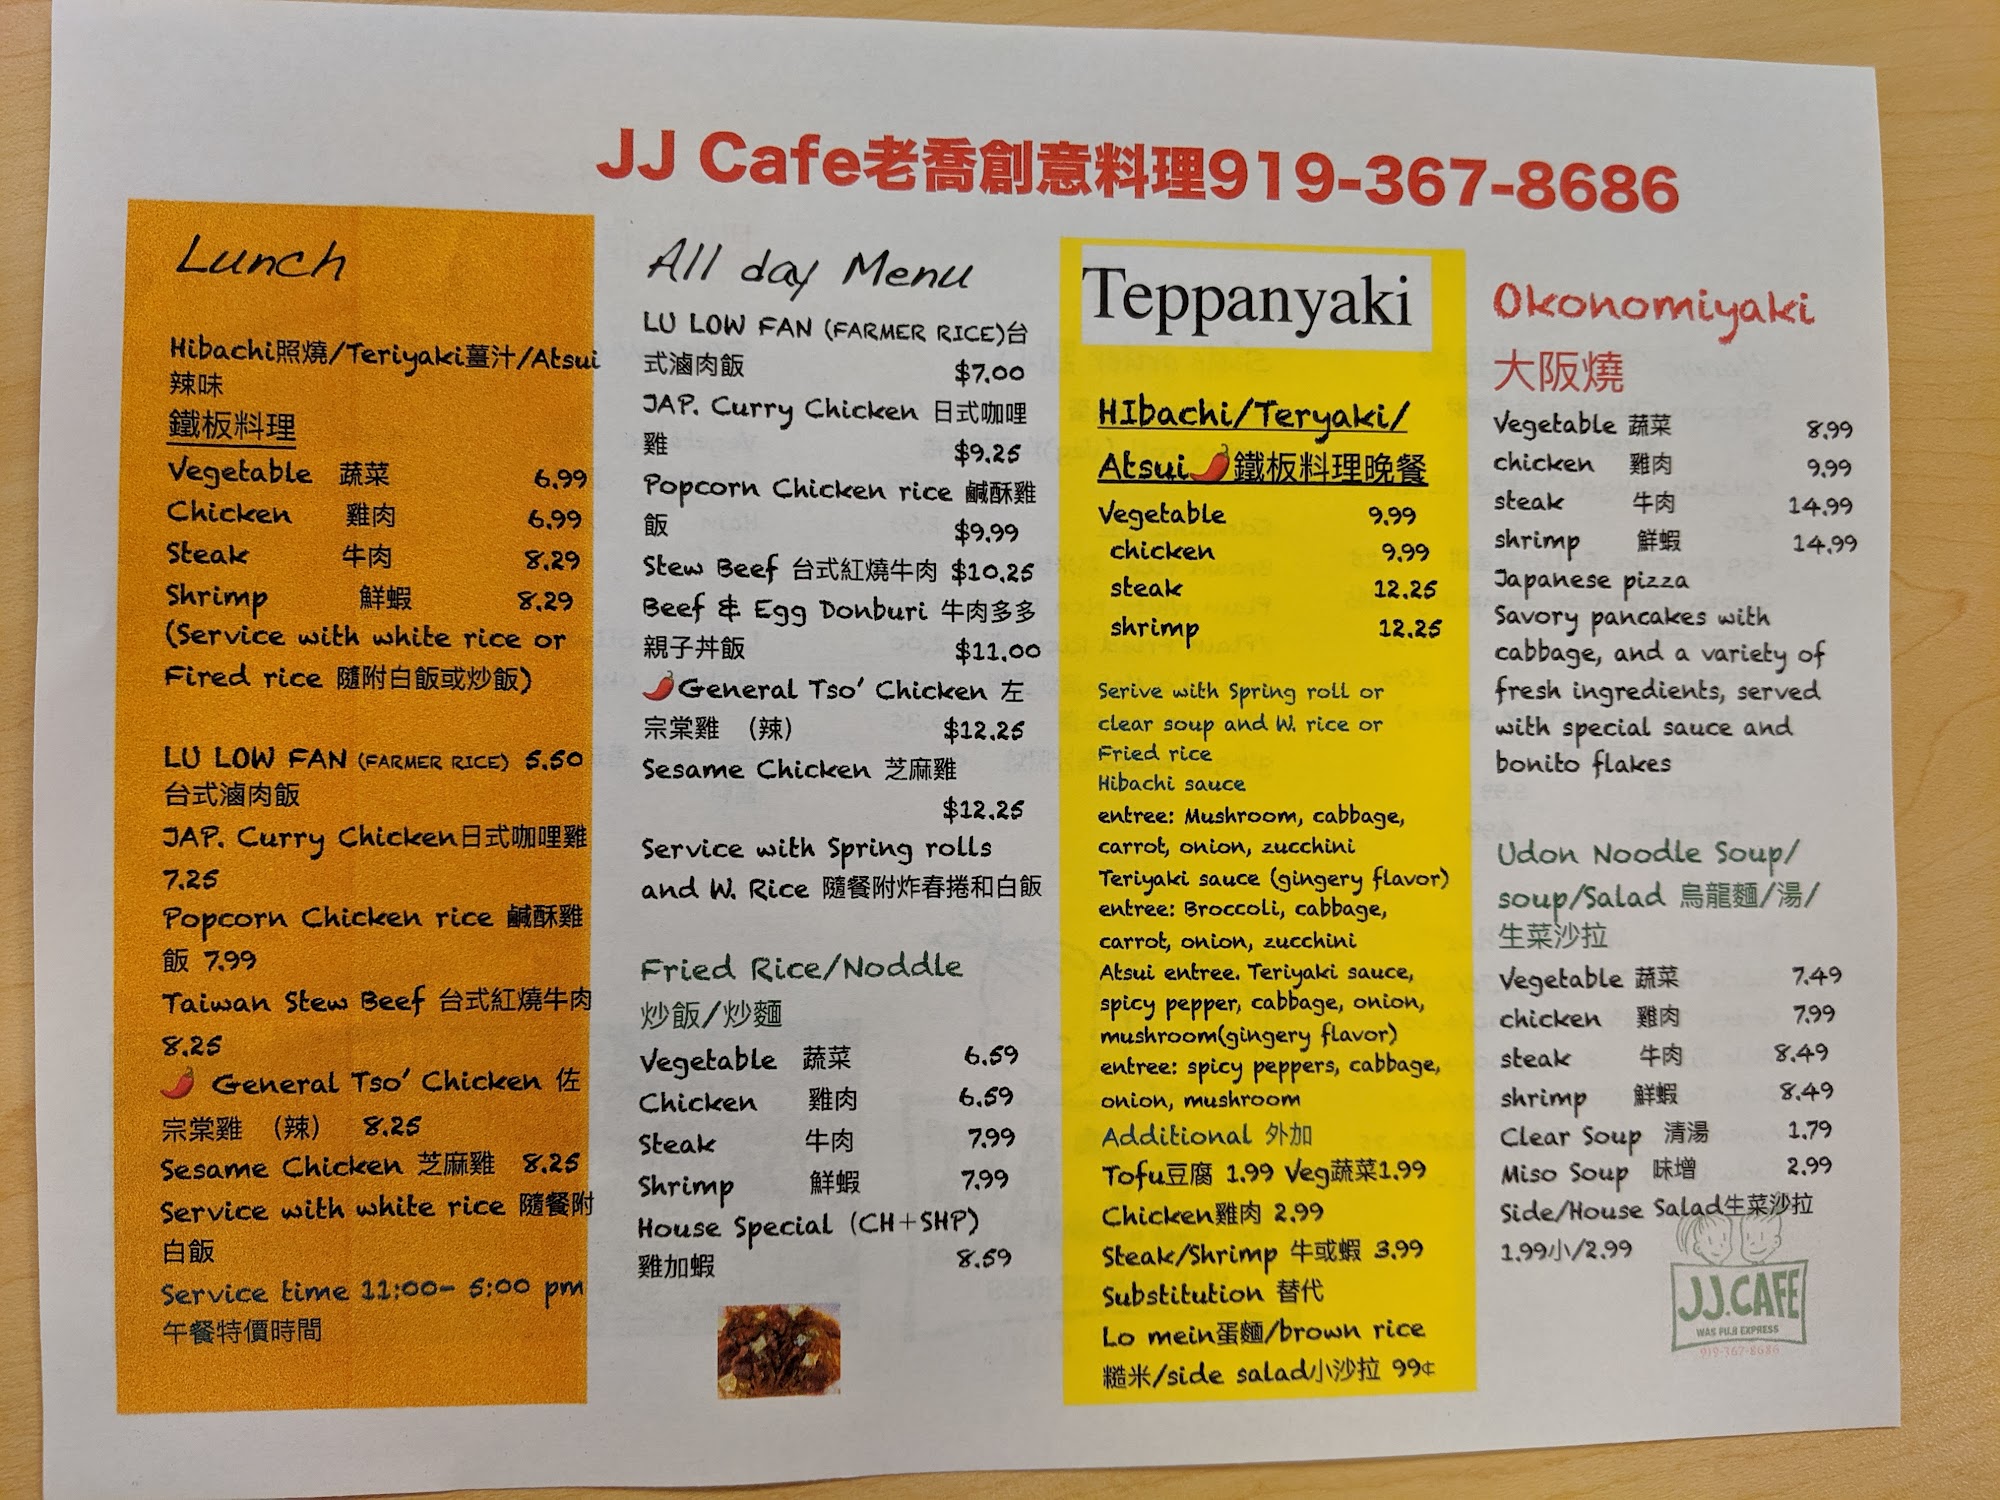 JJ Cafe老喬創意料理919-367-8686
Lunch
Hibachi照燒/Teriyaki薑汁/Atsui
辣味
鐵板料理
Vegetable 蔬菜 6.99
Chicken 雞肉 6.99
Steak 牛肉 8.29
Shrimp 鮮蝦 8.29
(Service with white rice or
Fired rice 隨附白飯或炒飯)
LU LOW FAN (FARMER RICE) 5.50
台式滷肉飯
JAP. Curry Chicken日式咖哩雞
7.25
Popcorn Chicken rice 鹹酥雞
飯 7.99
Taiwan Stew Beef 台式紅燒牛肉
8.25
🌶 General Tso' Chicken 佐
宗棠雞 (辣) 8.25
Sesame Chicken 芝麻雞 8.25
Service with white rice 隨餐附
白飯
Service time 11:00- 5:00 pm
午餐特價時間
All day Menu
LU LOW FAN (FARMER RICE)台
式滷肉飯 $7.00
JAP. Curry Chicken 日式咖哩
雞 $9.25
Popcorn Chicken rice 鹹酥雞
飯 $9.99
Stew Beef 台式紅燒牛肉 $10.25
Beef & Egg Donburi 牛肉多多
親子丼飯 $11.00
🌶General Tso' Chicken 左
宗棠雞 (辣) $12.25
Sesame Chicken 芝麻雞
$12.25
Service with Spring rolls
and W. Rice 隨餐附炸春捲和白飯
Fried Rice/Noddle
炒飯/炒麵
Vegetable 蔬菜 6.59
Chicken 雞肉 6.59
Steak 牛肉 7.99
Shrimp 鮮蝦 7.99
House Special (CH+SHP)
雞加蝦 8.59
Teppanyaki
HIbachi/Teryaki/
Atsui🌶鐵板料理晚餐
Vegetable 9.99
chicken 9.99
steak 12.25
shrimp 12.25
Serive with Spring roll or
clear soup and W. rice or
Fried rice
Hibachi sauce
entree: Mushroom, cabbage,
carrot, onion, zucchini
Teriyaki sauce (gingery flavor)
entree: Broccoli, cabbage,
carrot, onion, zucchini
Atsui entree. Teriyaki sauce,
spicy pepper, cabbage, onion,
mushroom(gingery flavor)
entree: spicy peppers, cabbage,
onion, mushroom
Additional 外加
Tofu豆腐 1.99 Veg蔬菜1.99
Chicken雞肉 2.99
Steak/Shrimp 牛或蝦 3.99
Substitution 替代
Lo mein蛋麵/brown rice
糙米/side salad小沙拉 99¢
Okonomiyaki
大阪燒
Vegetable 蔬菜 8.99
chicken 雞肉 9.99
steak 牛肉 14.99
shrimp 鮮蝦 14.99
Japanese pizza
Savory pancakes with
cabbage, and a variety of
fresh ingredients, served
with special sauce and
bonito flakes
Udon Noodle Soup/
soup/Salad 烏龍麵/湯/
生菜沙拉
Vegetable 蔬菜 7.49
chicken 雞肉 7.99
steak 牛肉 8.49
shrimp 鮮蝦 8.49
Clear Soup 清湯 1.79
Miso Soup 味增 2.99
Side/House Salad生菜沙拉
1.99小/2.99
JJ.CAFE
WAS FUJI EXPRESS
919-367-8686